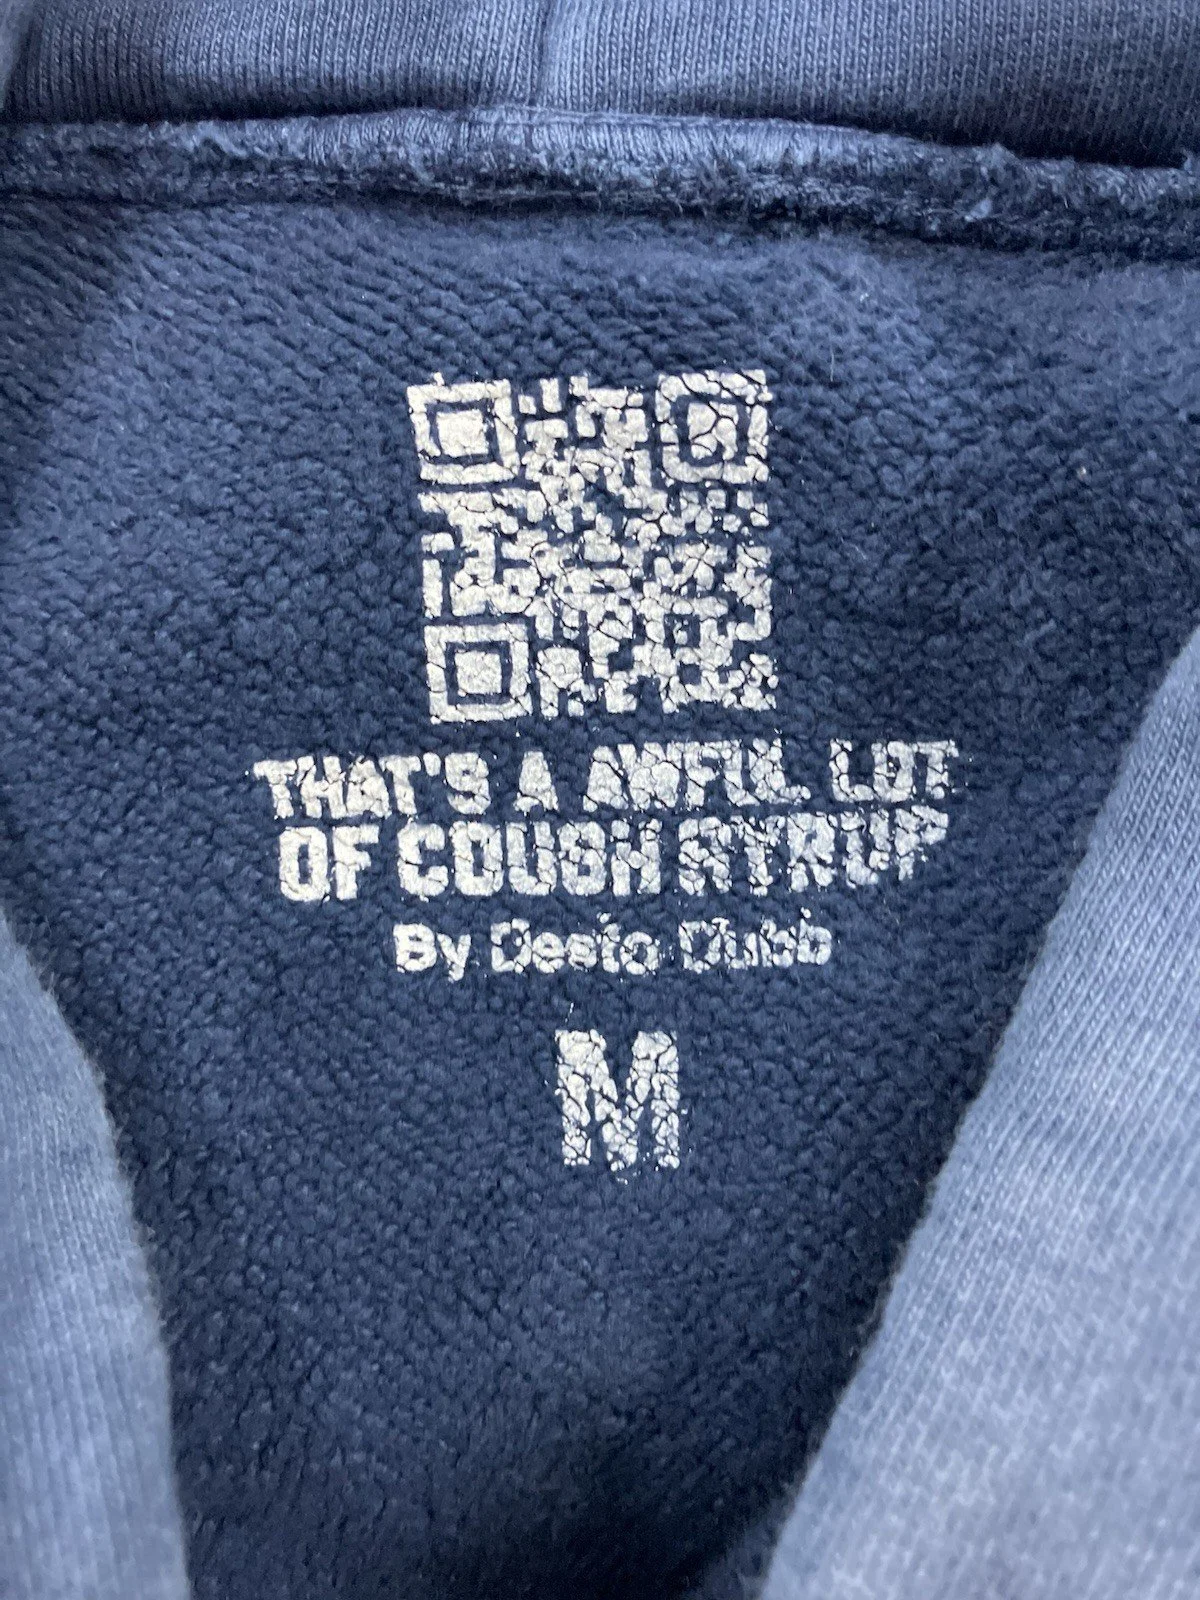 THAT'S A AWFUL LOT
OF COUGH SYRUP
By Desto Dubb
M